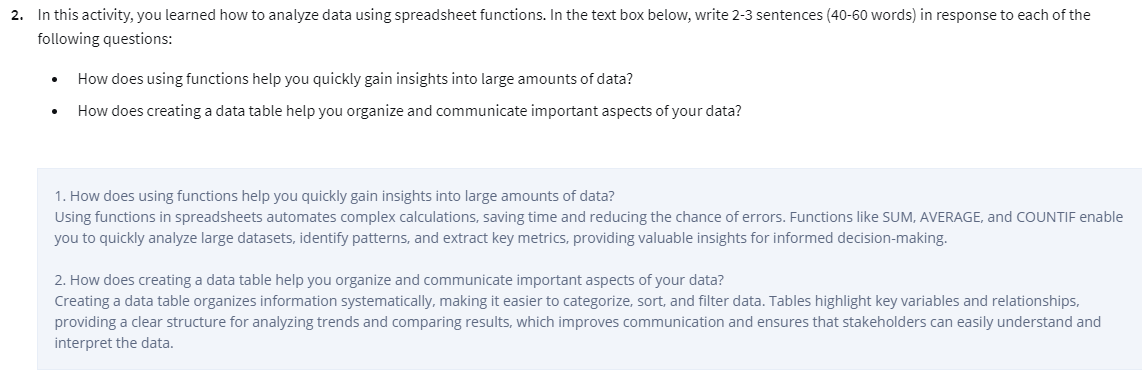 2. In this activity, you learned how to analyze data using spreadsheet functions. In the text box below, write 2-3 sentences (40-60 words) in response to each of the
following questions:
• How does using functions help you quickly gain insights into large amounts of data?
• How does creating a data table help you organize and communicate important aspects of your data?
1. How does using functions help you quickly gain insights into large amounts of data?
Using functions in spreadsheets automates complex calculations, saving time and reducing the chance of errors. Functions like SUM, AVERAGE, and COUNTIF enable
you to quickly analyze large datasets, identify patterns, and extract key metrics, providing valuable insights for informed decision-making.
2. How does creating a data table help you organize and communicate important aspects of your data?
Creating a data table organizes information systematically, making it easier to categorize, sort, and filter data. Tables highlight key variables and relationships,
providing a clear structure for analyzing trends and comparing results, which improves communication and ensures that stakeholders can easily understand and
interpret the data.